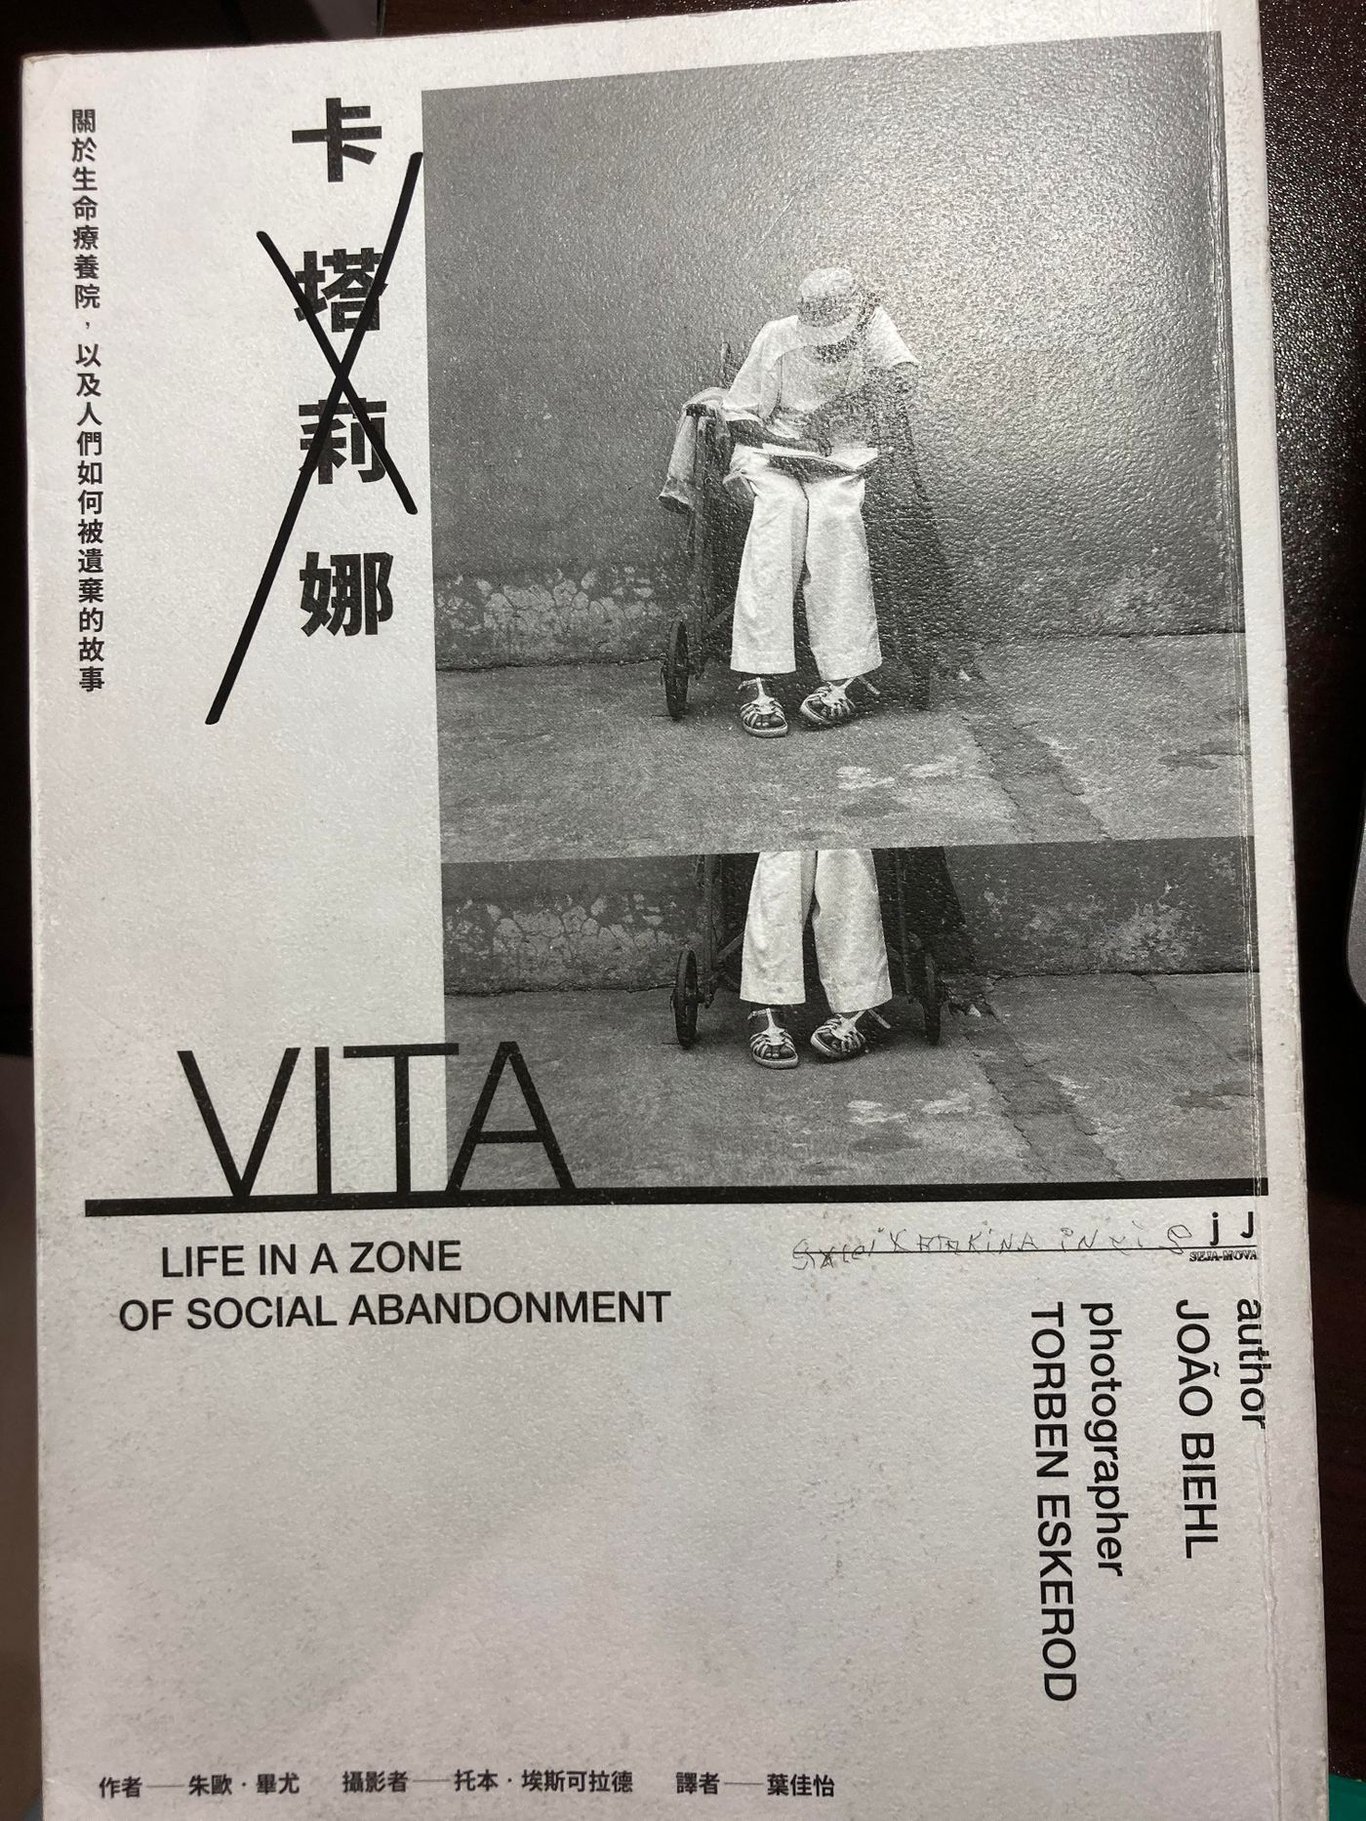 關於生命療養院，以及人們如何被遺棄的故事
卡塔莉娜
VITA
LIFE IN A ZONE
OF SOCIAL ABANDONMENT
KATAKINA
SEJA-MOVA
author
JOÃO BIEHL
photographer
TORBEN ESKEROD
作者——朱歐·畢尤 攝影者——托本·埃斯可拉德 譯者——葉佳怡